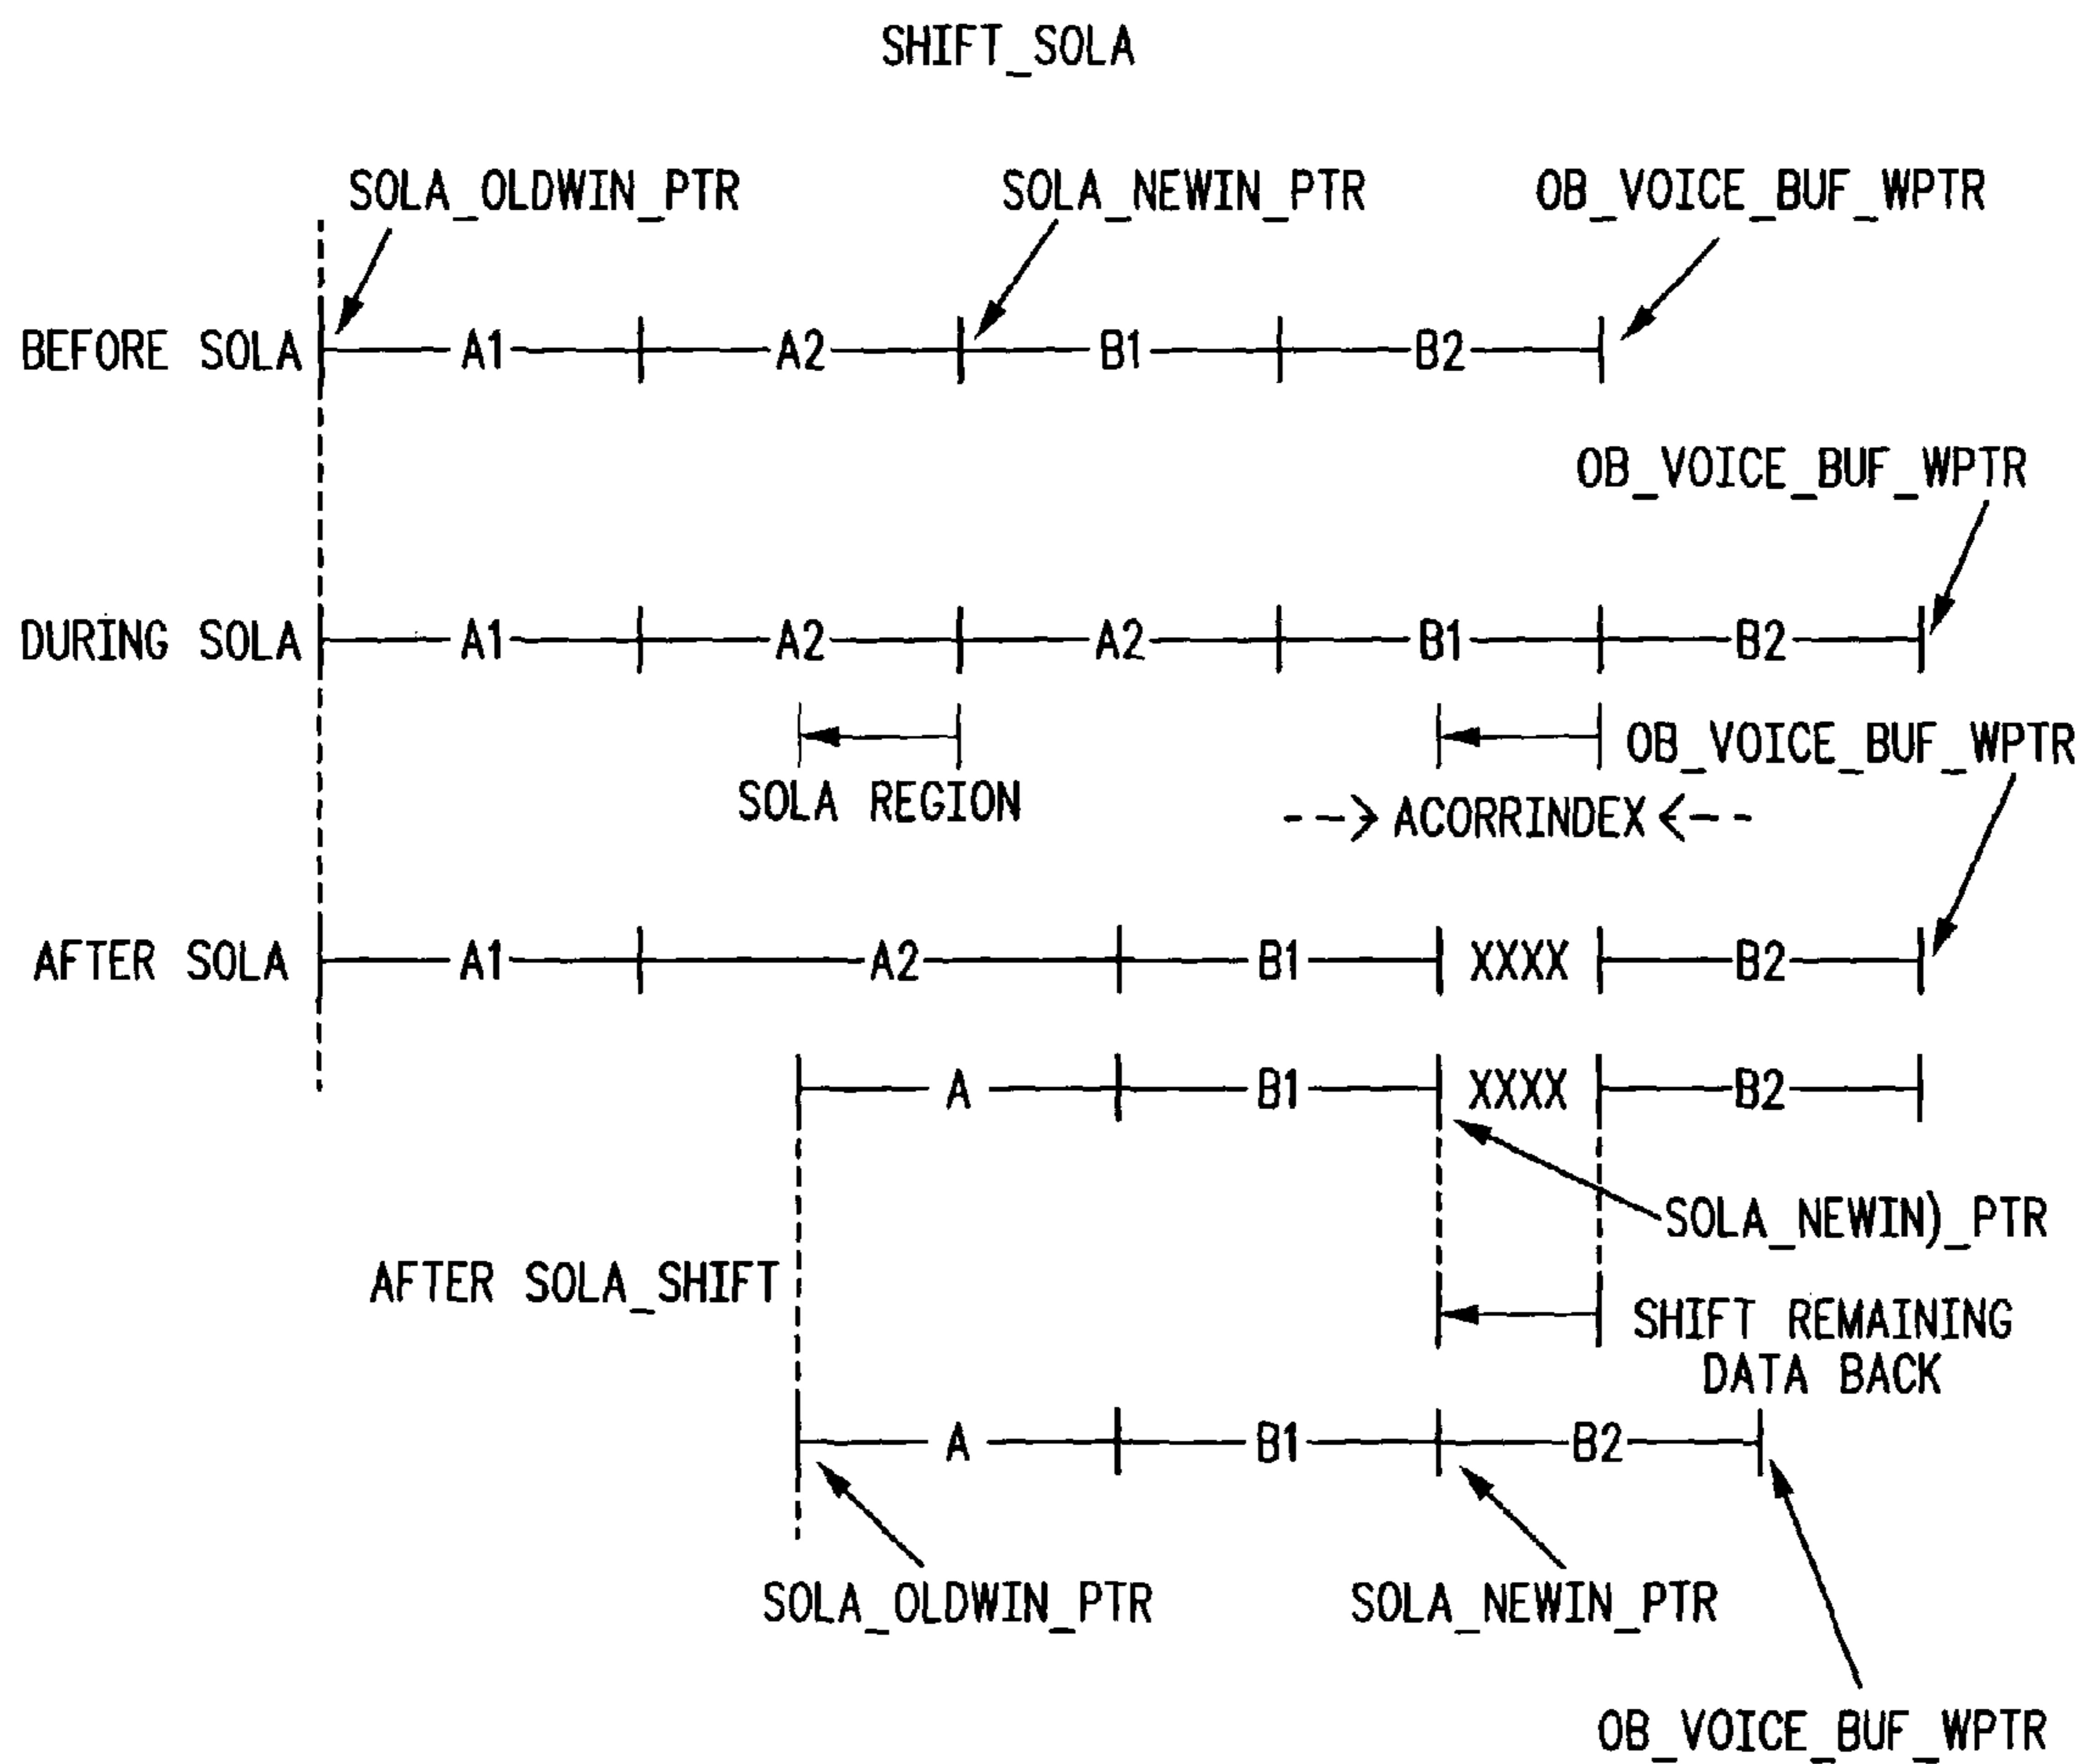 SHIFT_SOLA
SOLA_OLDWIN_PTR SOLA_NEWIN_PTR OB_VOICE_BUF_WPTR
BEFORE SOLA A1 A2 B1 B2
OB_VOICE_BUF_WPTR
DURING SOLA A1 A2 A2 B1 B2
OB_VOICE_BUF_WPTR
SOLA REGION -->ACORRINDEX<--
AFTER SOLA A1 A2 B1 XXXX B2
A B1 XXXX B2
SOLA_NEWIN)_PTR
AFTER SOLA_SHIFT
SHIFT REMAINING
DATA BACK
A B1 B2
SOLA_OLDWIN_PTR SOLA_NEWIN_PTR
OB_VOICE_BUF_WPTR